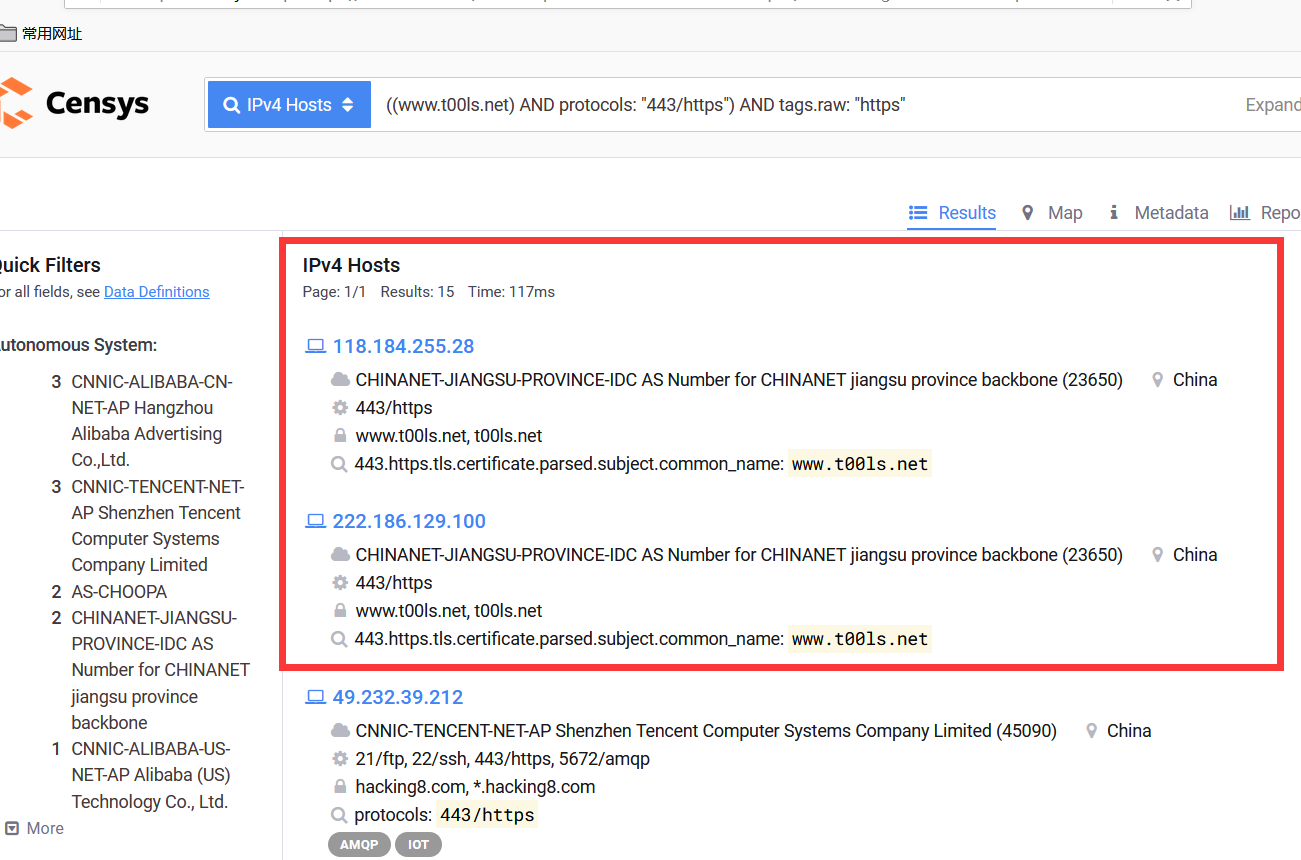 常用网址
Censys
IPv4 Hosts
((www.t00ls.net) AND protocols: "443/https") AND tags.raw: "https"
Expand
Results
Map
Metadata
Repo
Quick Filters
or all fields, see Data Definitions
utonomous System:
3 CNNIC-ALIBABA-CN-
NET-AP Hangzhou
Alibaba Advertising
Co.,Ltd.
3 CNNIC-TENCENT-NET-
AP Shenzhen Tencent
Computer Systems
Company Limited
2 AS-CHOOPA
2 CHINANET-JIANGSU-
PROVINCE-IDC AS
Number for CHINANET
jiangsu province
backbone
1 CNNIC-ALIBABA-US-
NET-AP Alibaba (US)
Technology Co., Ltd.
More
IPv4 Hosts
Page: 1/1 Results: 15 Time: 117ms
118.184.255.28
CHINANET-JIANGSU-PROVINCE-IDC AS Number for CHINANET jiangsu province backbone (23650) China
443/https
www.t00ls.net, t00ls.net
443.https.tls.certificate.parsed.subject.common_name: www.t00ls.net
222.186.129.100
CHINANET-JIANGSU-PROVINCE-IDC AS Number for CHINANET jiangsu province backbone (23650) China
443/https
www.t00ls.net, t00ls.net
443.https.tls.certificate.parsed.subject.common_name: www.t00ls.net
49.232.39.212
CNNIC-TENCENT-NET-AP Shenzhen Tencent Computer Systems Company Limited (45090) China
21/ftp, 22/ssh, 443/https, 5672/amqp
hacking8.com, *.hacking8.com
protocols: 443/https
AMQP IOT